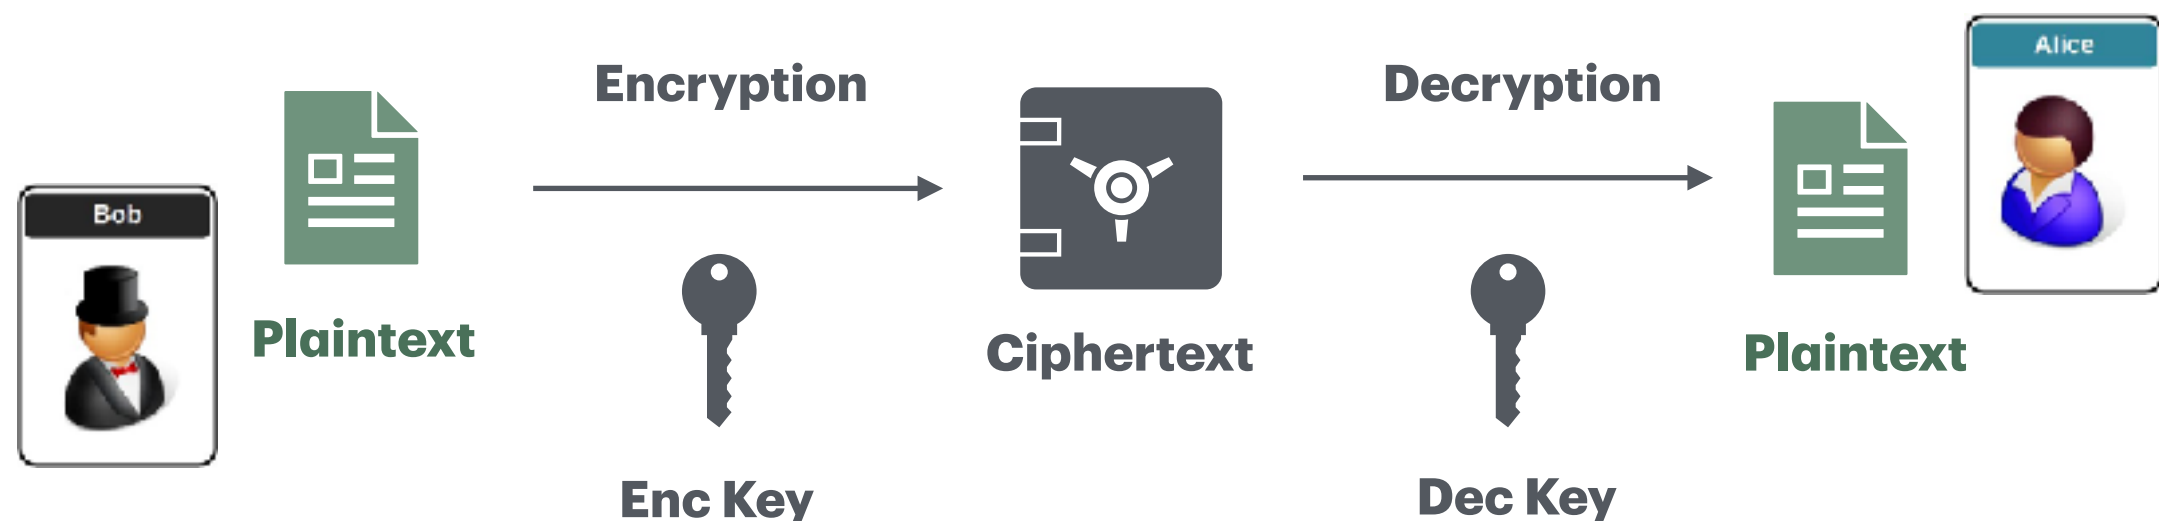 Alice
Encryption
Decryption
Bob
Plaintext
Ciphertext
Plaintext
Enc Key
Dec Key